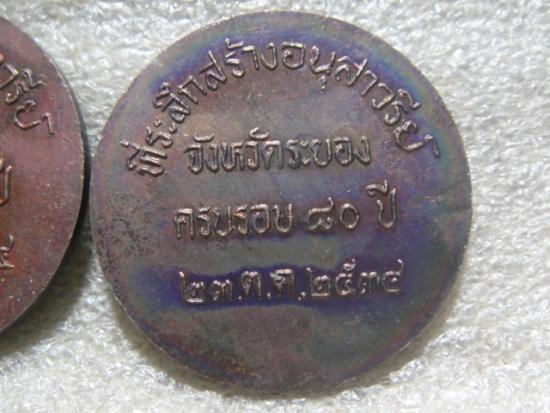 ที่ระลึกสร้างอนุสาวรีย์
จังหวัดระยอง
ครบรอบ ๘๐ ปี
๒๓ ต.ค. ๒๕๓๔